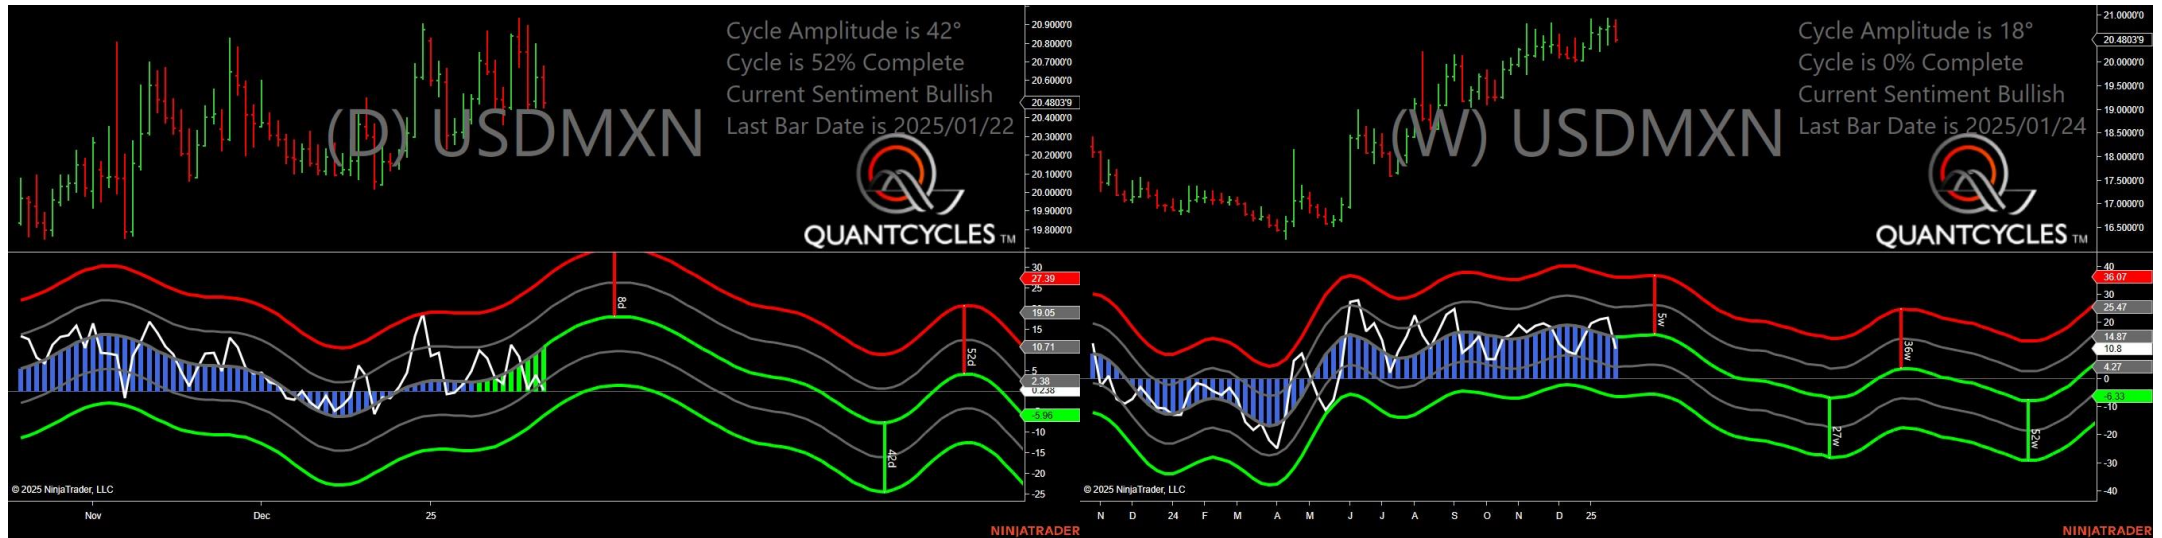 Cycle Amplitude is 42°
Cycle is 52% Complete
Current Sentiment Bullish
Last Bar Date is 2025/01/22
(D) USDMXN
QUANTCYCLES TM
20.9000'0
20.8000'0
20.7000'0
20.6000'0
20.4803'9
20.4000'0
20.3000'0
20.2000'0
20.1000'0
20.0000'0
19.9000'0
19.8000'0
30
27.39
25
19.05
15
10.71
5
2.38
0.238
-5.96
-10
-15
-20
-25
8d
42d
52d
© 2025 NinjaTrader, LLC
Nov
Dec
25
NINJATRADER
Cycle Amplitude is 18°
Cycle is 0% Complete
Current Sentiment Bullish
Last Bar Date is 2025/01/24
(W) USDMXN
QUANTCYCLES TM
21.0000'0
20.4803'9
20.0000'0
19.5000'0
19.0000'0
18.5000'0
18.0000'0
17.5000'0
17.0000'0
16.5000'0
40
36.07
30
25.47
20
14.87
10.8
4.27
0
-6.33
-10
-20
-30
-40
5w
27w
36w
52w
© 2025 NinjaTrader, LLC
N D 24 F M A M J J A S O N D 25
NINJATRADER